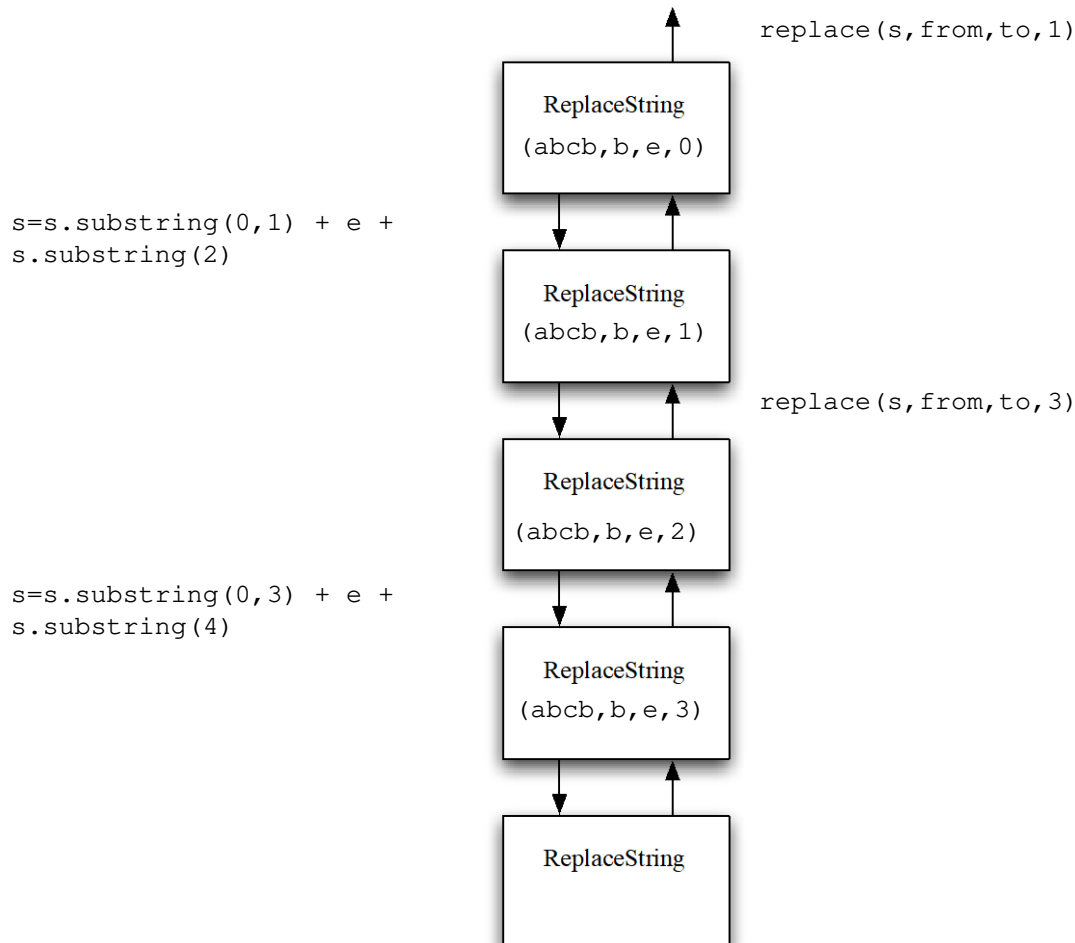 replace(s,from,to,1)
ReplaceString
(abcb,b,e,0)
s=s.substring(0,1) + e +
s.substring(2)
ReplaceString
(abcb,b,e,1)
replace(s,from,to,3)
ReplaceString
(abcb,b,e,2)
s=s.substring(0,3) + e +
s.substring(4)
ReplaceString
(abcb,b,e,3)
ReplaceString